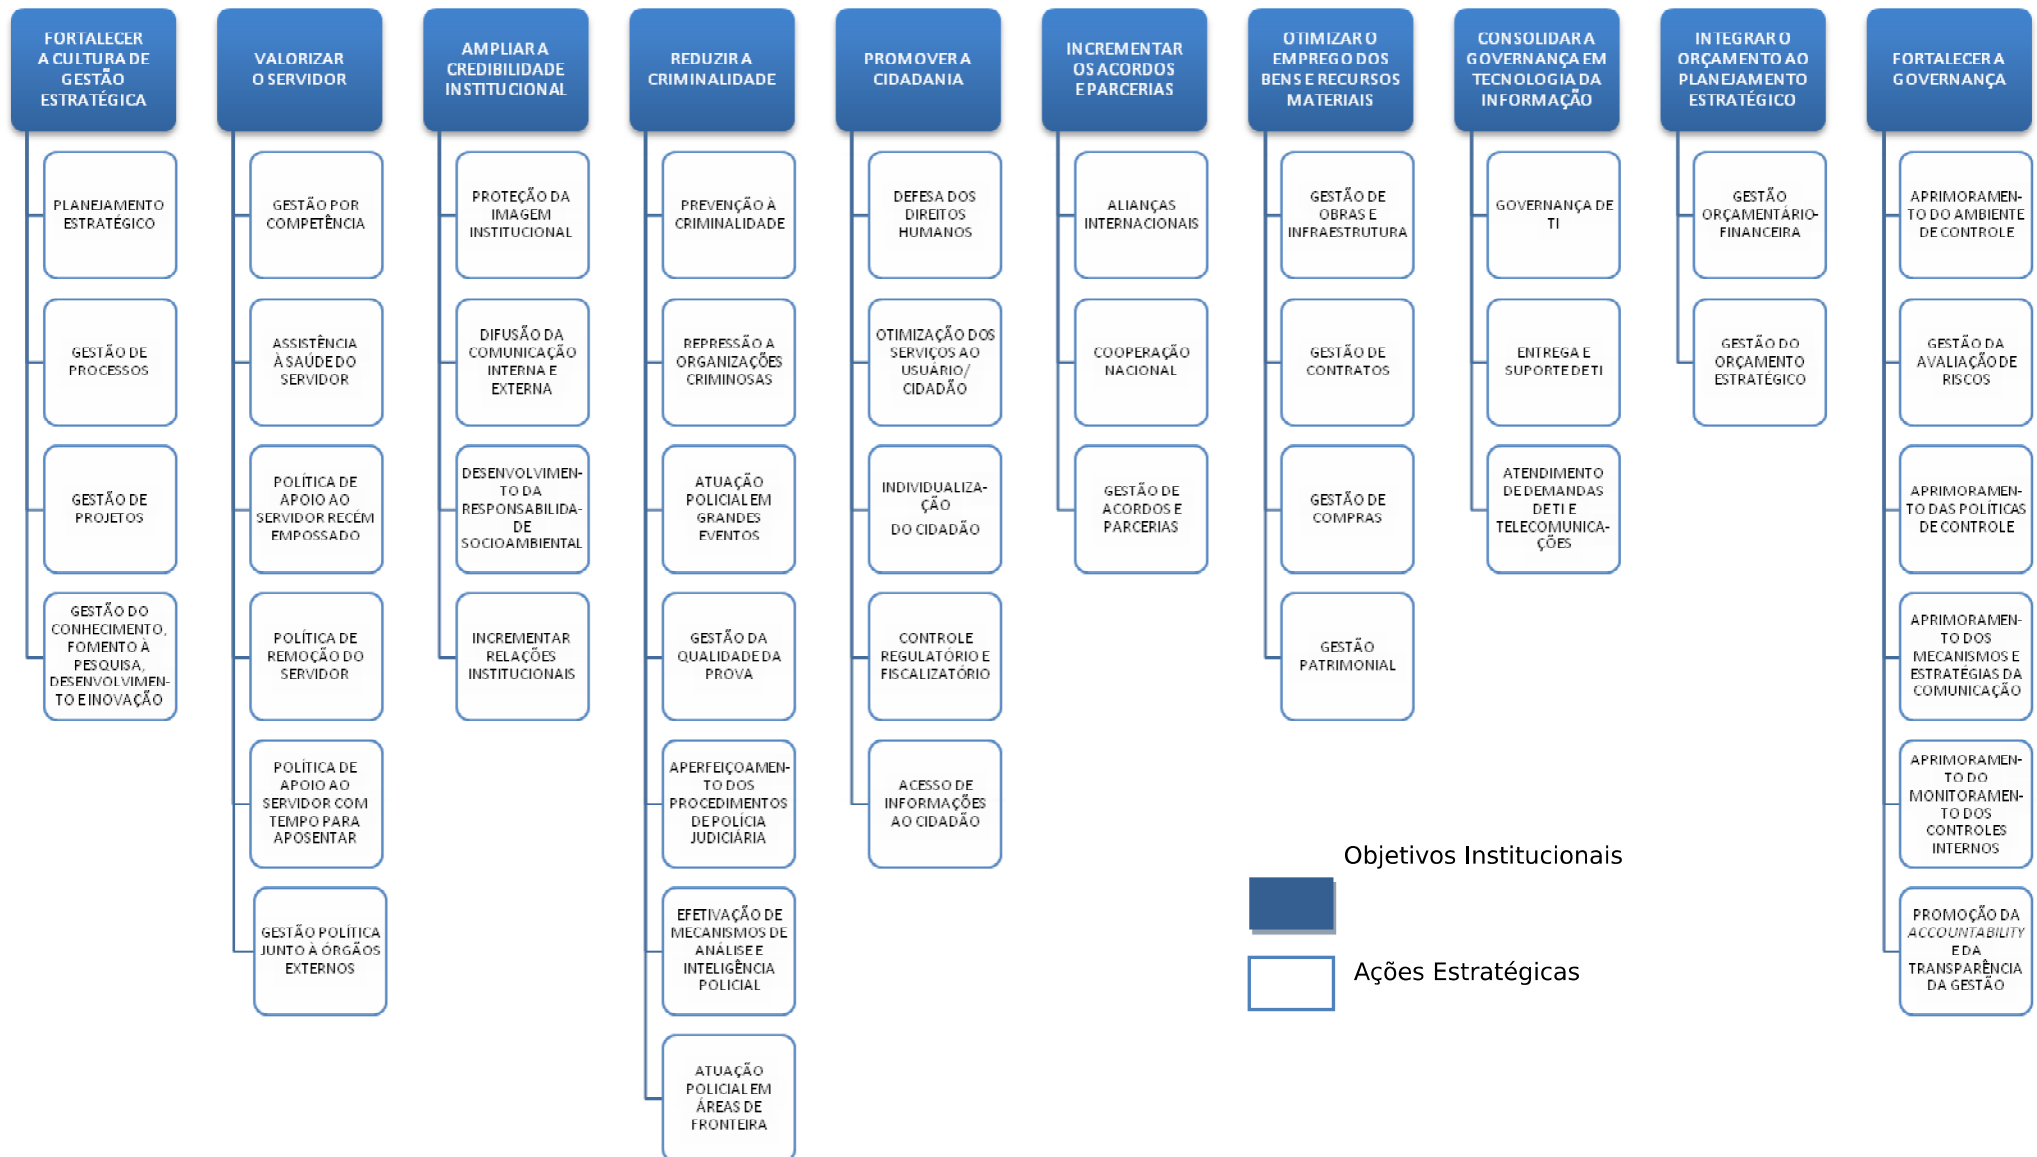 FORTALECER
A CULTURA DE
GESTÃO
ESTRATÉGICA
PLANEJAMENTO
ESTRATÉGICO
GESTÃO DE
PROCESSOS
GESTÃO DE
PROJETOS
GESTÃO DO
CONHECIMENTO,
FOMENTO À
PESQUISA,
DESENVOLVIMEN-
TO E INOVAÇÃO
VALORIZAR
O SERVIDOR
GESTÃO POR
COMPETÊNCIA
ASSISTÊNCIA
À SAÚDE DO
SERVIDOR
POLÍTICA DE
APOIO AO
SERVIDOR RECÉM
EMPOSSADO
POLÍTICA DE
REMOÇÃO DO
SERVIDOR
POLÍTICA DE
APOIO AO
SERVIDOR COM
TEMPO PARA
APOSENTAR
GESTÃO POLÍTICA
JUNTO À ÓRGÃOS
EXTERNOS
AMPLIAR A
CREDIBILIDADE
INSTITUCIONAL
PROTEÇÃO DA
IMAGEM
INSTITUCIONAL
DIFUSÃO DA
COMUNICAÇÃO
INTERNA E
EXTERNA
DESENVOLVIMEN-
TO DA
RESPONSABILIDA-
DE
SOCIOAMBIENTAL
INCREMENTAR
RELAÇÕES
INSTITUCIONAIS
REDUZIR A
CRIMINALIDADE
PREVENÇÃO À
CRIMINALIDADE
REPRESSÃO A
ORGANIZAÇÕES
CRIMINOSAS
ATUAÇÃO
POLICIAL EM
GRANDES
EVENTOS
GESTÃO DA
QUALIDADE DA
PROVA
APERFEIÇOAMEN-
TO DOS
PROCEDIMENTOS
DE POLÍCIA
JUDICIÁRIA
EFETIVAÇÃO DE
MECANISMOS DE
ANÁLISE E
INTELIGÊNCIA
POLICIAL
ATUAÇÃO
POLICIAL EM
ÁREAS DE
FRONTEIRA
PROMOVER A
CIDADANIA
DEFESA DOS
DIREITOS
HUMANOS
OTIMIZAÇÃO DOS
SERVIÇOS AO
USUÁRIO/
CIDADÃO
INDIVIDUALIZA-
ÇÃO
DO CIDADÃO
CONTROLE
REGULATÓRIO E
FISCALIZATÓRIO
ACESSO DE
INFORMAÇÕES
AO CIDADÃO
INCREMENTAR
OS ACORDOS
E PARCERIAS
ALIANÇAS
INTERNACIONAIS
COOPERAÇÃO
NACIONAL
GESTÃO DE
ACORDOS E
PARCERIAS
OTIMIZAR O
EMPREGO DOS
BENS E RECURSOS
MATERIAIS
GESTÃO DE
OBRAS E
INFRAESTRUTURA
GESTÃO DE
CONTRATOS
GESTÃO DE
COMPRAS
GESTÃO
PATRIMONIAL
CONSOLIDAR A
GOVERNANÇA EM
TECNOLOGIA DA
INFORMAÇÃO
GOVERNANÇA DE
TI
ENTREGA E
SUPORTE DE TI
ATENDIMENTO
DE DEMANDAS
DE TI E
TELECOMUNICA-
ÇÕES
INTEGRAR O
ORÇAMENTO AO
PLANEJAMENTO
ESTRATÉGICO
GESTÃO
ORÇAMENTÁRIO-
FINANCEIRA
GESTÃO DO
ORÇAMENTO
ESTRATÉGICO
FORTALECER A
GOVERNANÇA
APRIMORAMEN-
TO DO AMBIENTE
DE CONTROLE
GESTÃO DA
AVALIAÇÃO DE
RISCOS
APRIMORAMEN-
TO DAS POLÍTICAS
DE CONTROLE
APRIMORAMEN-
TO DOS
MECANISMOS E
ESTRATÉGIAS DA
COMUNICAÇÃO
APRIMORAMEN-
TO DO
MONITORAMEN-
TO DOS
CONTROLES
INTERNOS
PROMOÇÃO DA
ACCOUNTABILITY
E DA
TRANSPARÊNCIA
DA GESTÃO
Objetivos Institucionais
Ações Estratégicas